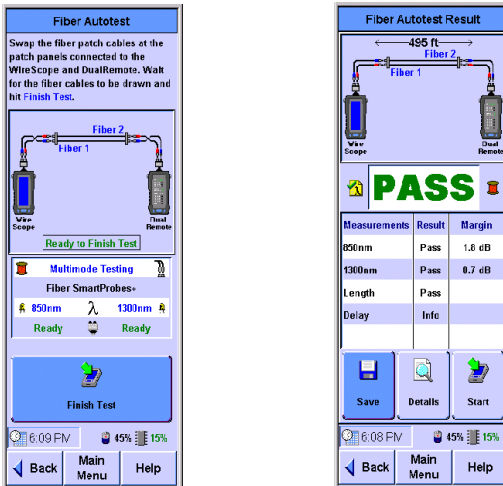 Fiber Autotest
Swap the fiber patch cables at the
patch panels connected to the
WireScope and DualRemote. Wait
for the fiber cables to be drawn and
hit Finish Test.
Fiber 2
Fiber 1
Wire
Scope
Dual
Remote
Ready to Finish Test
Multimode Testing
Fiber SmartProbes+
850nm λ 1300nm
Ready Ready
Finish Test
6:09 PM 45% 15%
Back Main Menu Help
Fiber Autotest Result
495 ft
Fiber 2
Fiber 1
Wire
Scope
Dual
Remote
PASS
Measurements Result Margin
850nm Pass 1.8 dB
1300nm Pass 0.7 dB
Length Pass
Delay Info
Save Details Start
6:08 PM 45% 15%
Back Main Menu Help